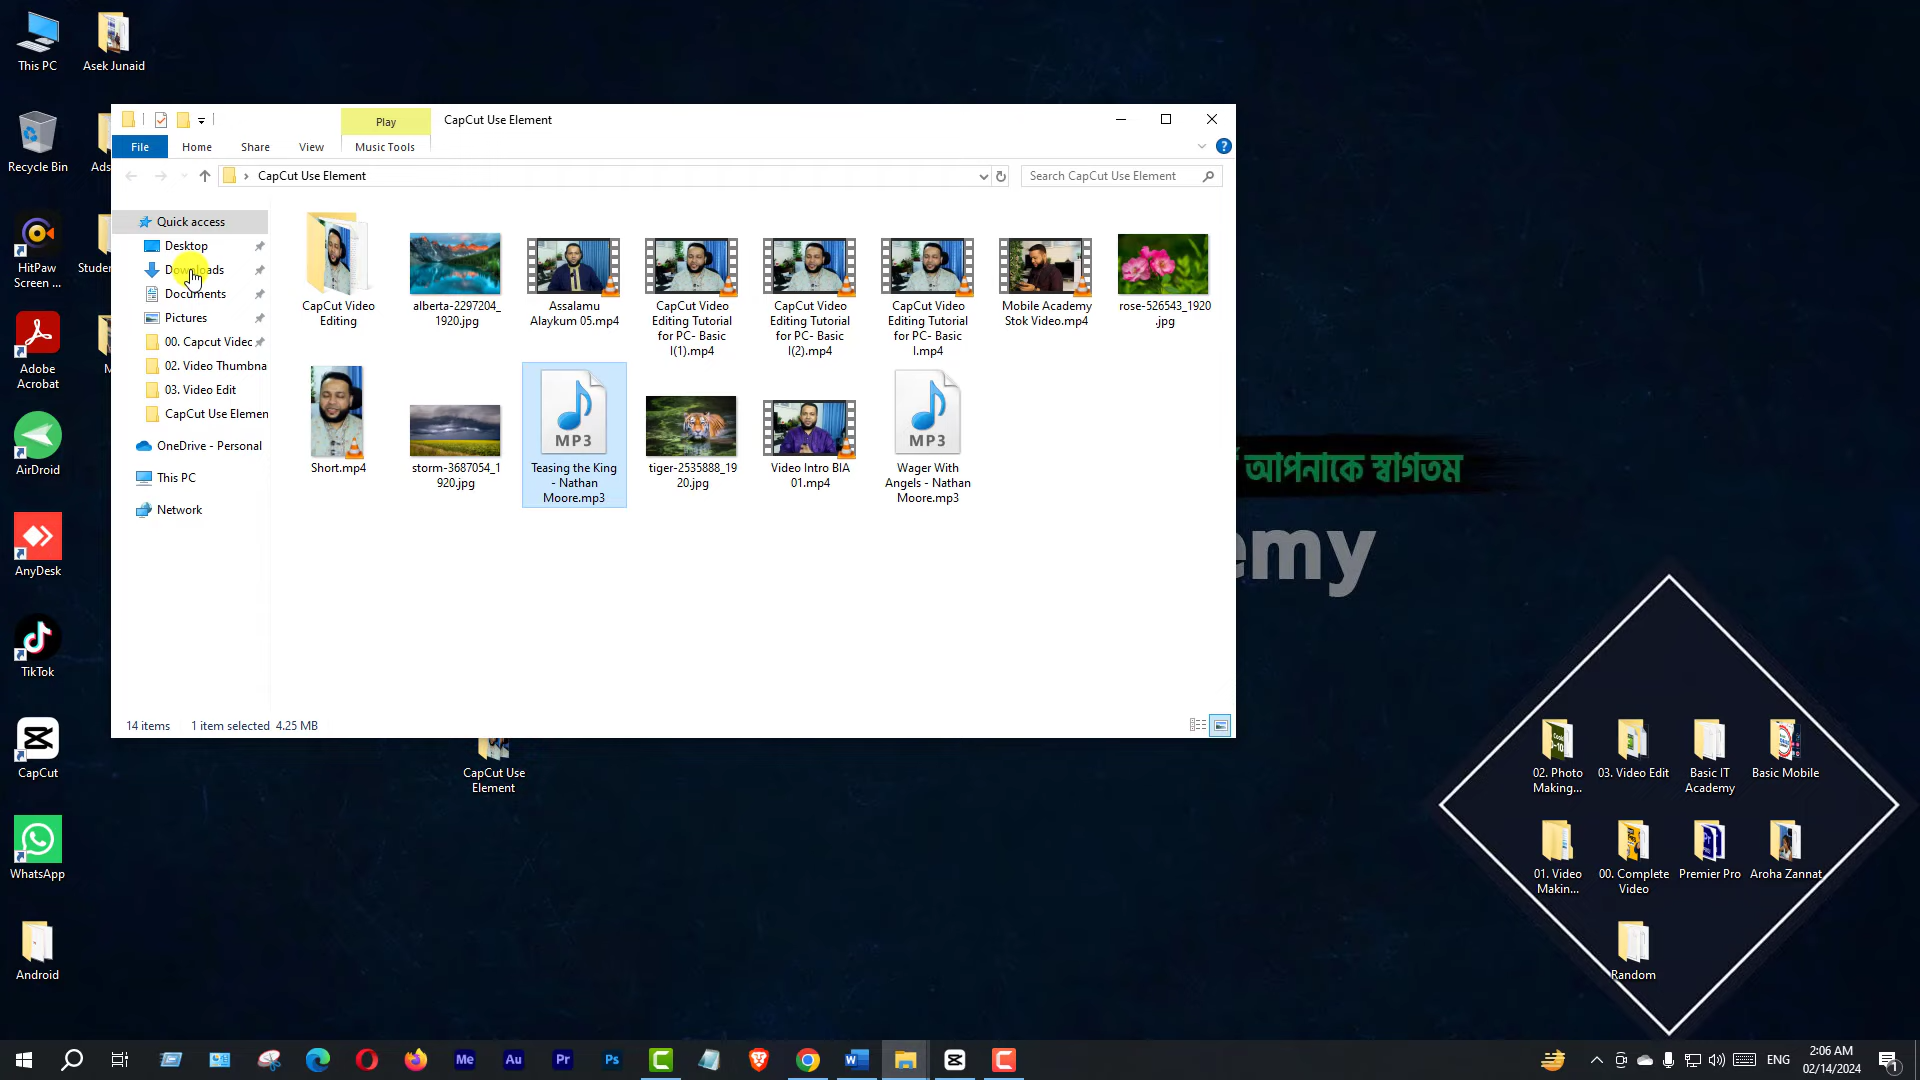 This PC
Asek Junaid
Recycle Bin
HitPaw
Screen ...
Adobe
Acrobat
AirDroid
AnyDesk
TikTok
CapCut
WhatsApp
Android
Play
CapCut Use Element
File
Home
Share
View
Music Tools
CapCut Use Element
Search CapCut Use Element
Quick access
Desktop
Downloads
Documents
Pictures
00. Capcut Videc
02. Video Thumbna
03. Video Edit
CapCut Use Elemen
OneDrive - Personal
This PC
Network
CapCut Video
Editing
alberta-2297204_
1920.jpg
Assalamu
Alaykum 05.mp4
CapCut Video
Editing Tutorial
for PC- Basic
I(1).mp4
CapCut Video
Editing Tutorial
for PC- Basic
I(2).mp4
CapCut Video
Editing Tutorial
for PC- Basic
I.mp4
Mobile Academy
Stok Video.mp4
rose-526543_1920
.jpg
Short.mp4
storm-3687054_1
920.jpg
MP3
Teasing the King
- Nathan
Moore.mp3
tiger-2535888_19
20.jpg
Video Intro BIA
01.mp4
MP3
Wager With
Angels - Nathan
Moore.mp3
14 items
1 item selected 4.25 MB
আপনাকে স্বাগতম
emy
CapCut Use
Element
02. Photo
Making...
03. Video Edit
Basic IT
Academy
Basic Mobile
01. Video
Makin...
00. Complete
Video
Premier Pro
Aroha Zannat
Random
Me
Au
Pr
Ps
ENG
2:06 AM
02/14/2024
1